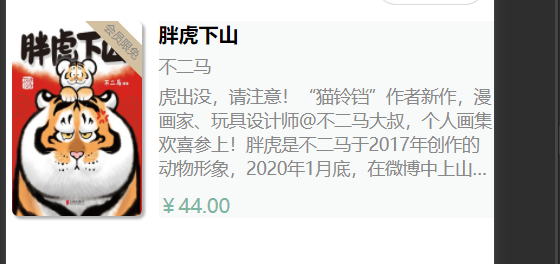 胖虎下山
会员限免
不二马
胖虎下山
不二马
虎出没，请注意！“猫铃铛”作者新作，漫
画家、玩具设计师@不二马大叔，个人画集
欢喜参上！胖虎是不二马于2017年创作的
动物形象，2020年1月底，在微博中上山...
￥44.00